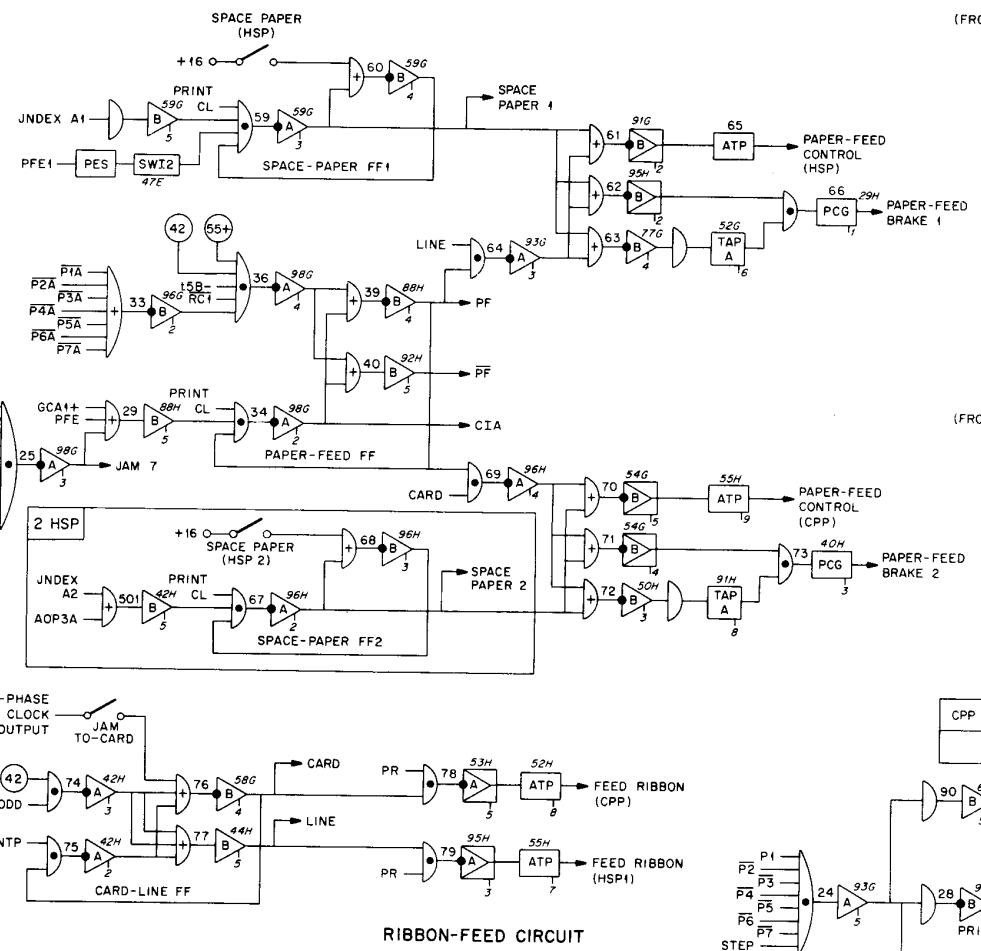 SPACE PAPER
(HSP)
(FRO
+16
60
59G
B
4
PRINT
CL
59
59G
A
3
JNDEX A1
59G
B
5
SPACE-PAPER FF1
PFE1
PES
SWI2
47E
SPACE
PAPER 1
61
91G
B
2
65
ATP
PAPER-FEED
CONTROL
(HSP)
62
95H
B
2
66
29H
PCG
1
PAPER-FEED
BRAKE 1
63
77G
B
4
52G
TAP
A
6
LINE
64
93G
A
3
42
55+
t5B-
RC1
36
98G
A
4
P1A
P2A
P3A
P4A
P5A
P6A
P7A
33
96G
B
2
39
88H
B
4
PF
40
92H
B
5
PF
PRINT
CL
34
98G
A
2
CIA
PAPER-FEED FF
GCA1+
PFE
29
88H
B
5
25
98G
A
3
JAM 7
(FRO
CARD
69
96H
A
4
70
54G
B
5
55H
ATP
9
PAPER-FEED
CONTROL
(CPP)
71
54G
B
4
73
40H
PCG
3
PAPER-FEED
BRAKE 2
72
50H
B
3
91H
TAP
A
8
2 HSP
+16
SPACE PAPER
(HSP 2)
68
96H
B
3
JNDEX
A2
AOP3A
501
42H
B
5
PRINT
CL
67
96H
A
2
SPACE
PAPER 2
SPACE-PAPER FF2
-PHASE
CLOCK
OUTPUT
JAM
TO-CARD
42
ODD
74
42H
A
3
76
58G
B
4
CARD
NTP
75
42H
A
2
77
44H
B
5
LINE
CARD-LINE FF
PR
78
53H
A
5
52H
ATP
8
FEED RIBBON
(CPP)
PR
79
95H
A
3
55H
ATP
7
FEED RIBBON
(HSP1)
RIBBON-FEED CIRCUIT
CPP
90
B
P1
P2
P3
P4
P5
P6
P7
STEP
24
93G
A
5
28
B
PRI